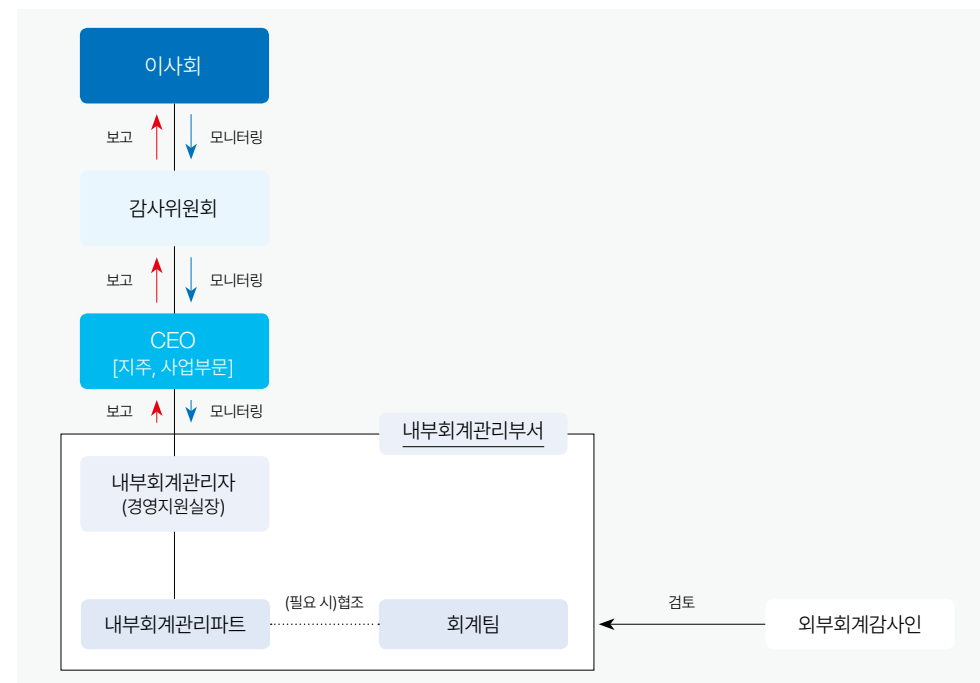 이사회
보고
모니터링
감사위원회
보고
모니터링
CEO
[지주, 사업부문]
보고
모니터링
내부회계관리부서
내부회계관리자
(경영지원실장)
내부회계관리파트
(필요 시)협조
회계팀
검토
외부회계감사인